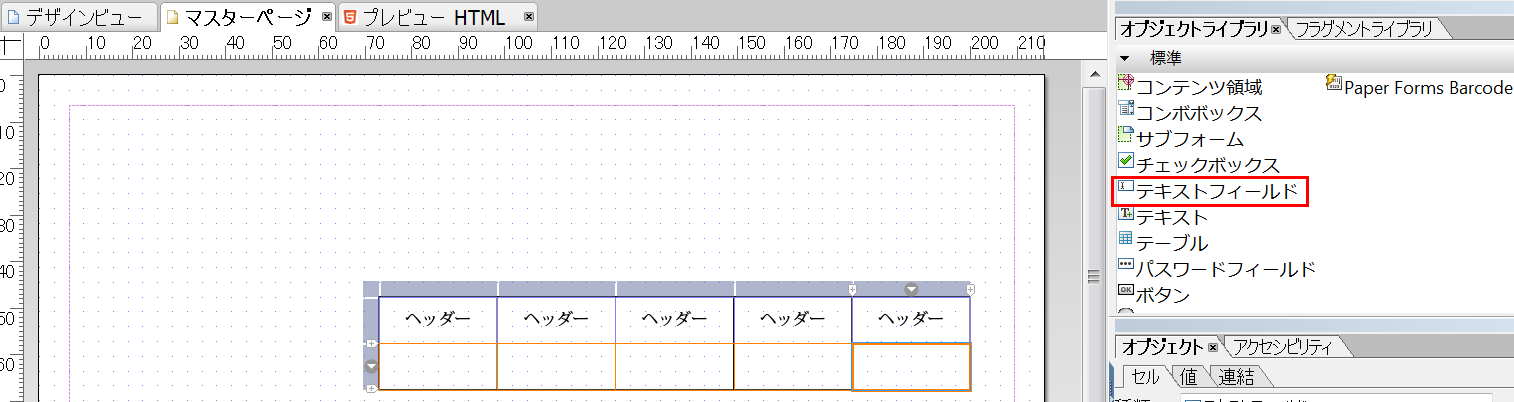 デザインビュー マスターページ プレビュー HTML
0 10 20 30 40 50 60 70 80 90 100 110 120 130 140 150 160 170 180 190 200 210
0
10
20
30
40
50
60
ヘッダー ヘッダー ヘッダー ヘッダー ヘッダー
オブジェクトライブラリ フラグメントライブラリ
標準
コンテンツ領域 Paper Forms Barcode
コンボボックス
サブフォーム
チェックボックス
テキストフィールド
テキスト
テーブル
パスワードフィールド
OK ボタン
オブジェクト アクセシビリティ
セル 値 連結